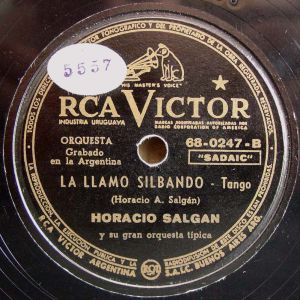 5557
"HIS MASTER'S VOICE"
RCA VICTOR
INDUSTRIA URUGUAYA
MARCAS REGISTRADAS AUTORIZADAS POR
RADIO CORPORATION OF AMERICA
ORQUESTA
Grabado
en la Argentina
68-0247-B
"SADAIC"
LA LLAMO SILBANDO - Tango
(Horacio A. Salgán)
HORACIO SALGAN
y su gran orquesta típica
RCA VICTOR ARGENTINA
RCA
S.A.I.C. BUENOS AIRES ARG.